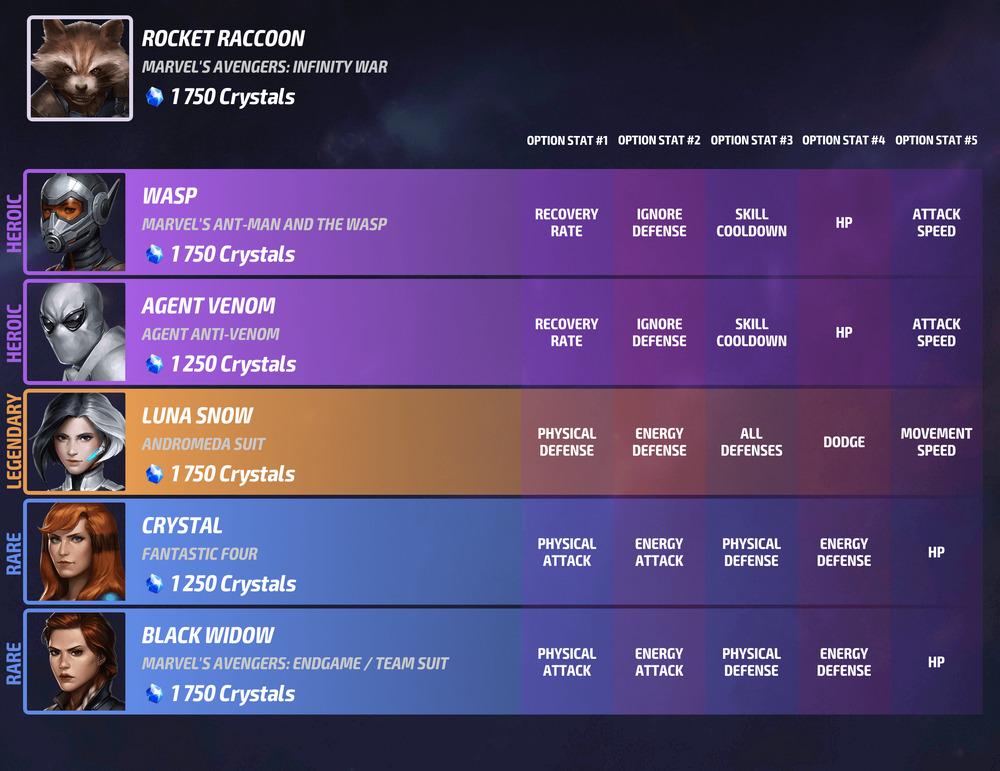 ROCKET RACCOON
MARVEL'S AVENGERS: INFINITY WAR
1 750 Crystals
OPTION STAT #1 OPTION STAT #2 OPTION STAT #3 OPTION STAT #4 OPTION STAT #5
HEROIC
WASP
MARVEL'S ANT-MAN AND THE WASP
1 750 Crystals
RECOVERY
RATE
IGNORE
DEFENSE
SKILL
COOLDOWN
HP
ATTACK
SPEED
HEROIC
AGENT VENOM
AGENT ANTI-VENOM
1 250 Crystals
RECOVERY
RATE
IGNORE
DEFENSE
SKILL
COOLDOWN
HP
ATTACK
SPEED
LEGENDARY
LUNA SNOW
ANDROMEDA SUIT
1 750 Crystals
PHYSICAL
DEFENSE
ENERGY
DEFENSE
ALL
DEFENSES
DODGE
MOVEMENT
SPEED
RARE
CRYSTAL
FANTASTIC FOUR
1 250 Crystals
PHYSICAL
ATTACK
ENERGY
ATTACK
PHYSICAL
DEFENSE
ENERGY
DEFENSE
HP
RARE
BLACK WIDOW
MARVEL'S AVENGERS: ENDGAME / TEAM SUIT
1 750 Crystals
PHYSICAL
ATTACK
ENERGY
ATTACK
PHYSICAL
DEFENSE
ENERGY
DEFENSE
HP